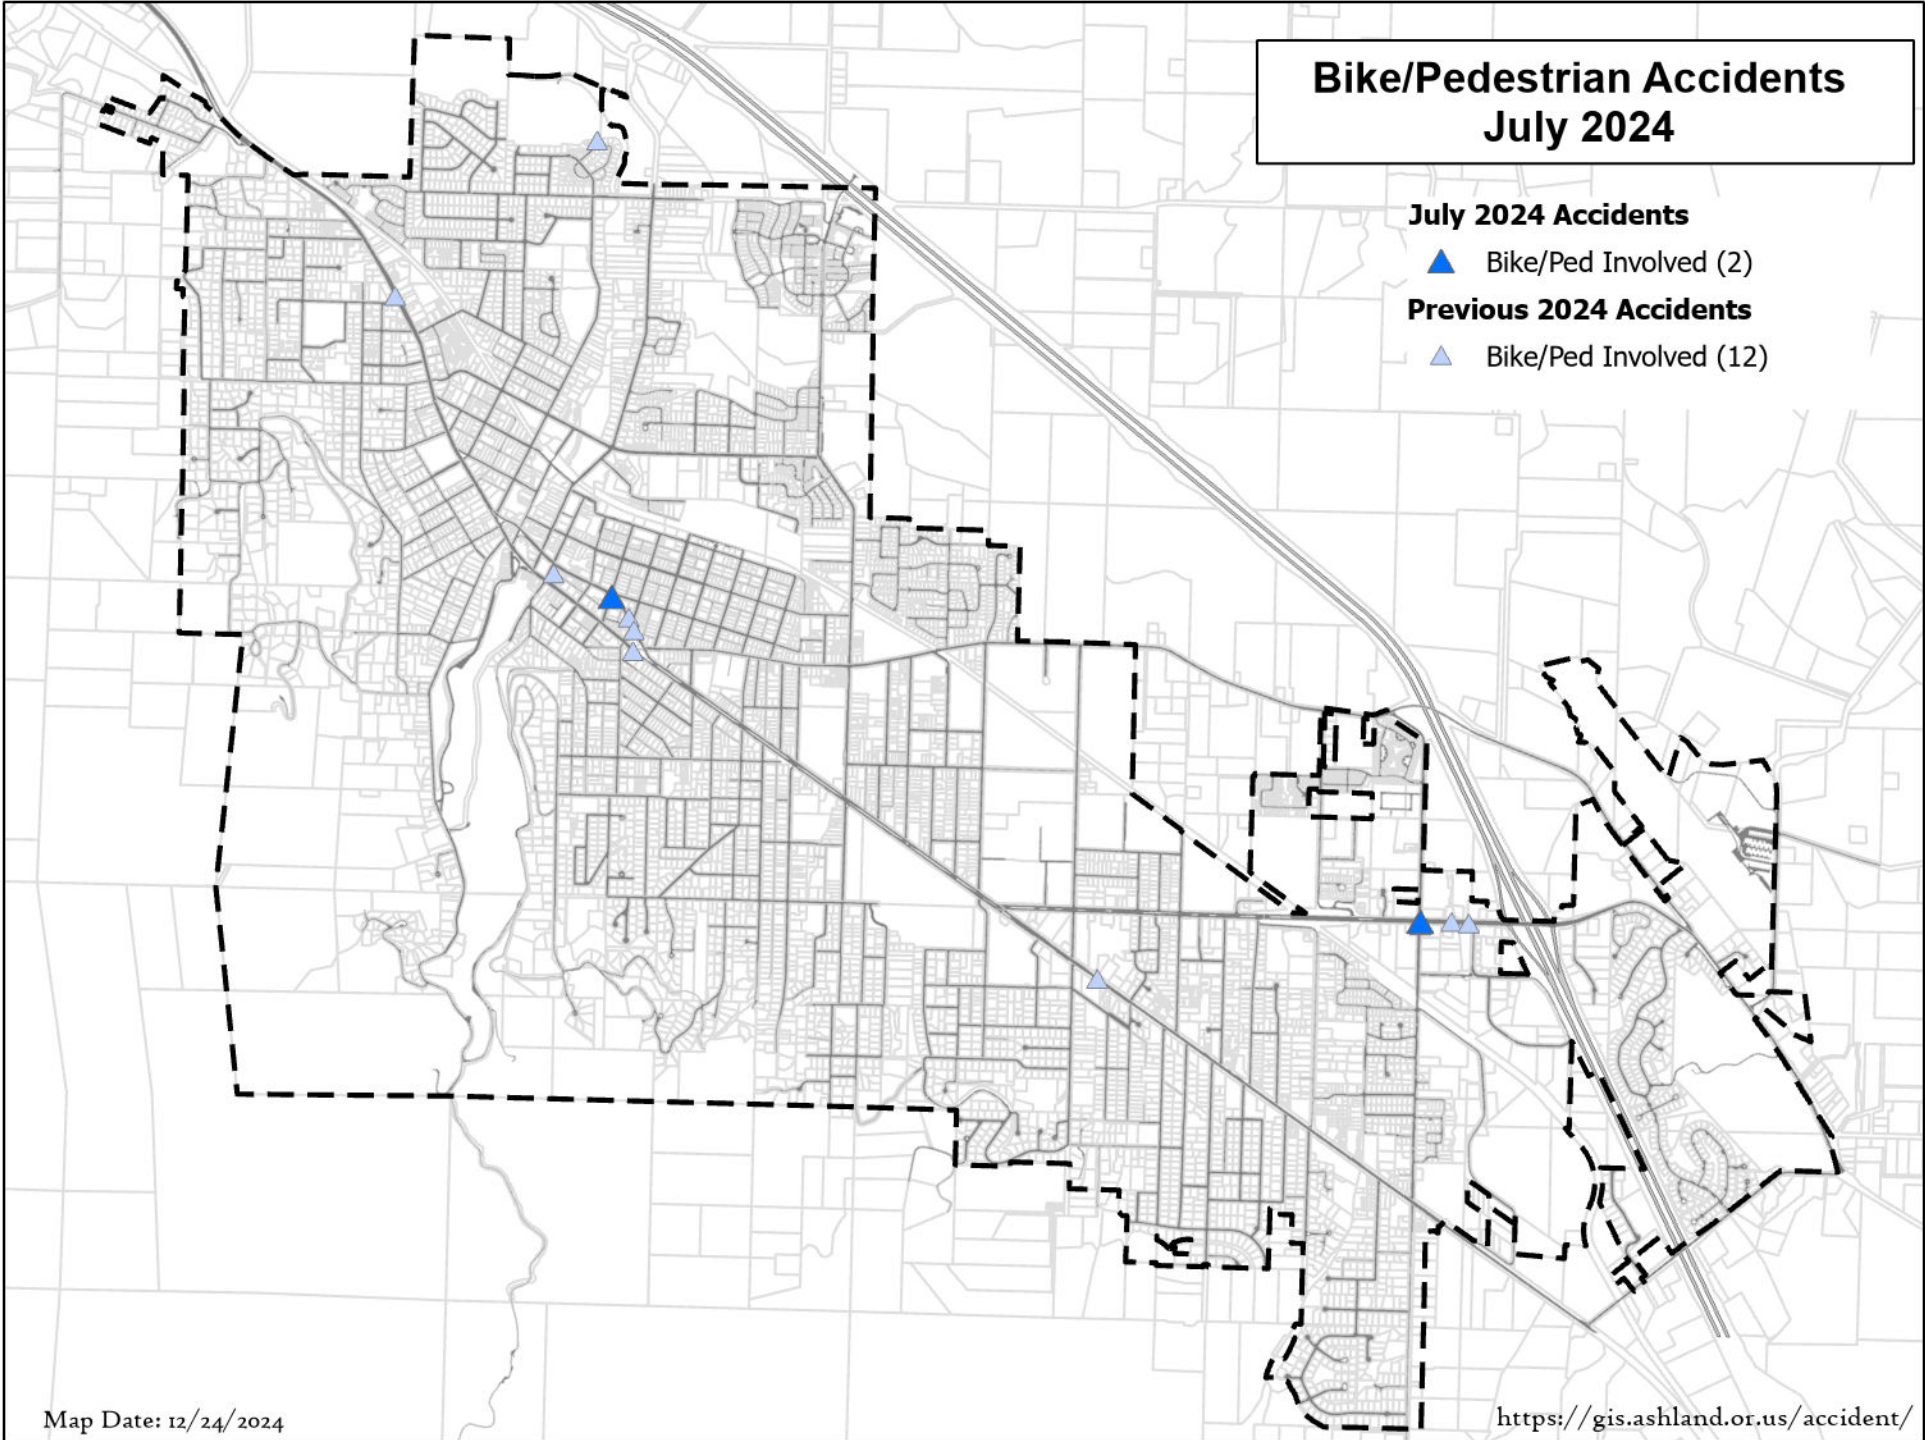 Bike/Pedestrian Accidents
July 2024
July 2024 Accidents
Bike/Ped Involved (2)
Previous 2024 Accidents
Bike/Ped Involved (12)
Map Date: 12/24/2024
https://gis.ashland.or.us/accident/